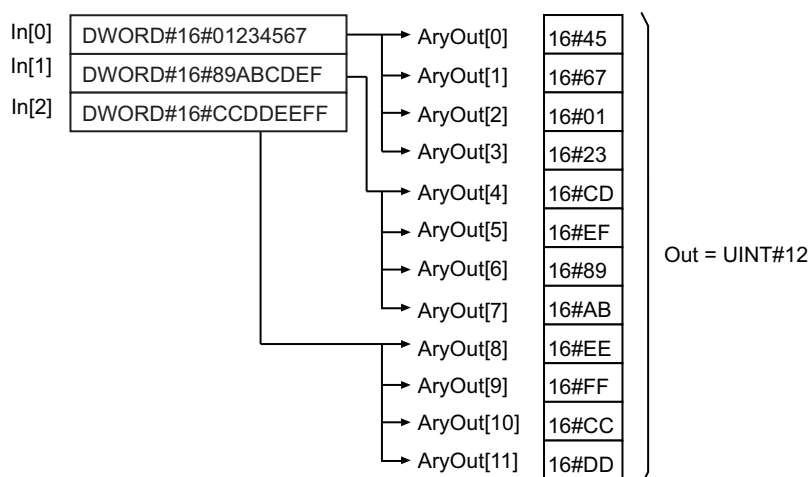 In[0] DWORD#16#01234567 AryOut[0] 16#45
In[1] DWORD#16#89ABCDEF AryOut[1] 16#67
In[2] DWORD#16#CCDDEEFF AryOut[2] 16#01
AryOut[3] 16#23
AryOut[4] 16#CD
AryOut[5] 16#EF
AryOut[6] 16#89
AryOut[7] 16#AB
AryOut[8] 16#EE
AryOut[9] 16#FF
AryOut[10] 16#CC
AryOut[11] 16#DD
Out = UINT#12